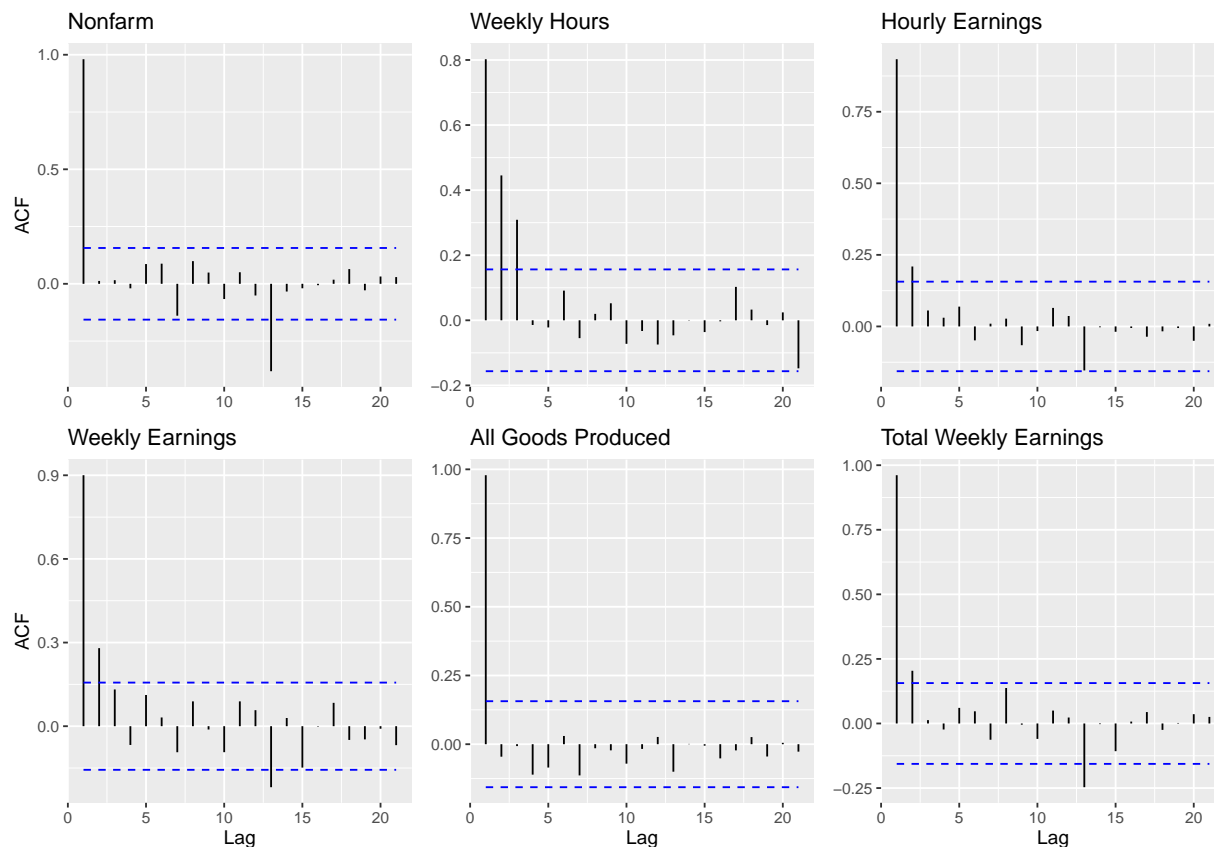 Nonfarm
Weekly Hours
Hourly Earnings
1.0
0.5
0.0
ACF
0 5 10 15 20
0.8
0.6
0.4
0.2
0.0
−0.2
0 5 10 15 20
0.75
0.50
0.25
0.00
0 5 10 15 20
Weekly Earnings
All Goods Produced
Total Weekly Earnings
0.9
0.6
0.3
0.0
ACF
0 5 10 15 20
Lag
1.00
0.75
0.50
0.25
0.00
0 5 10 15 20
Lag
1.00
0.75
0.50
0.25
0.00
−0.25
0 5 10 15 20
Lag